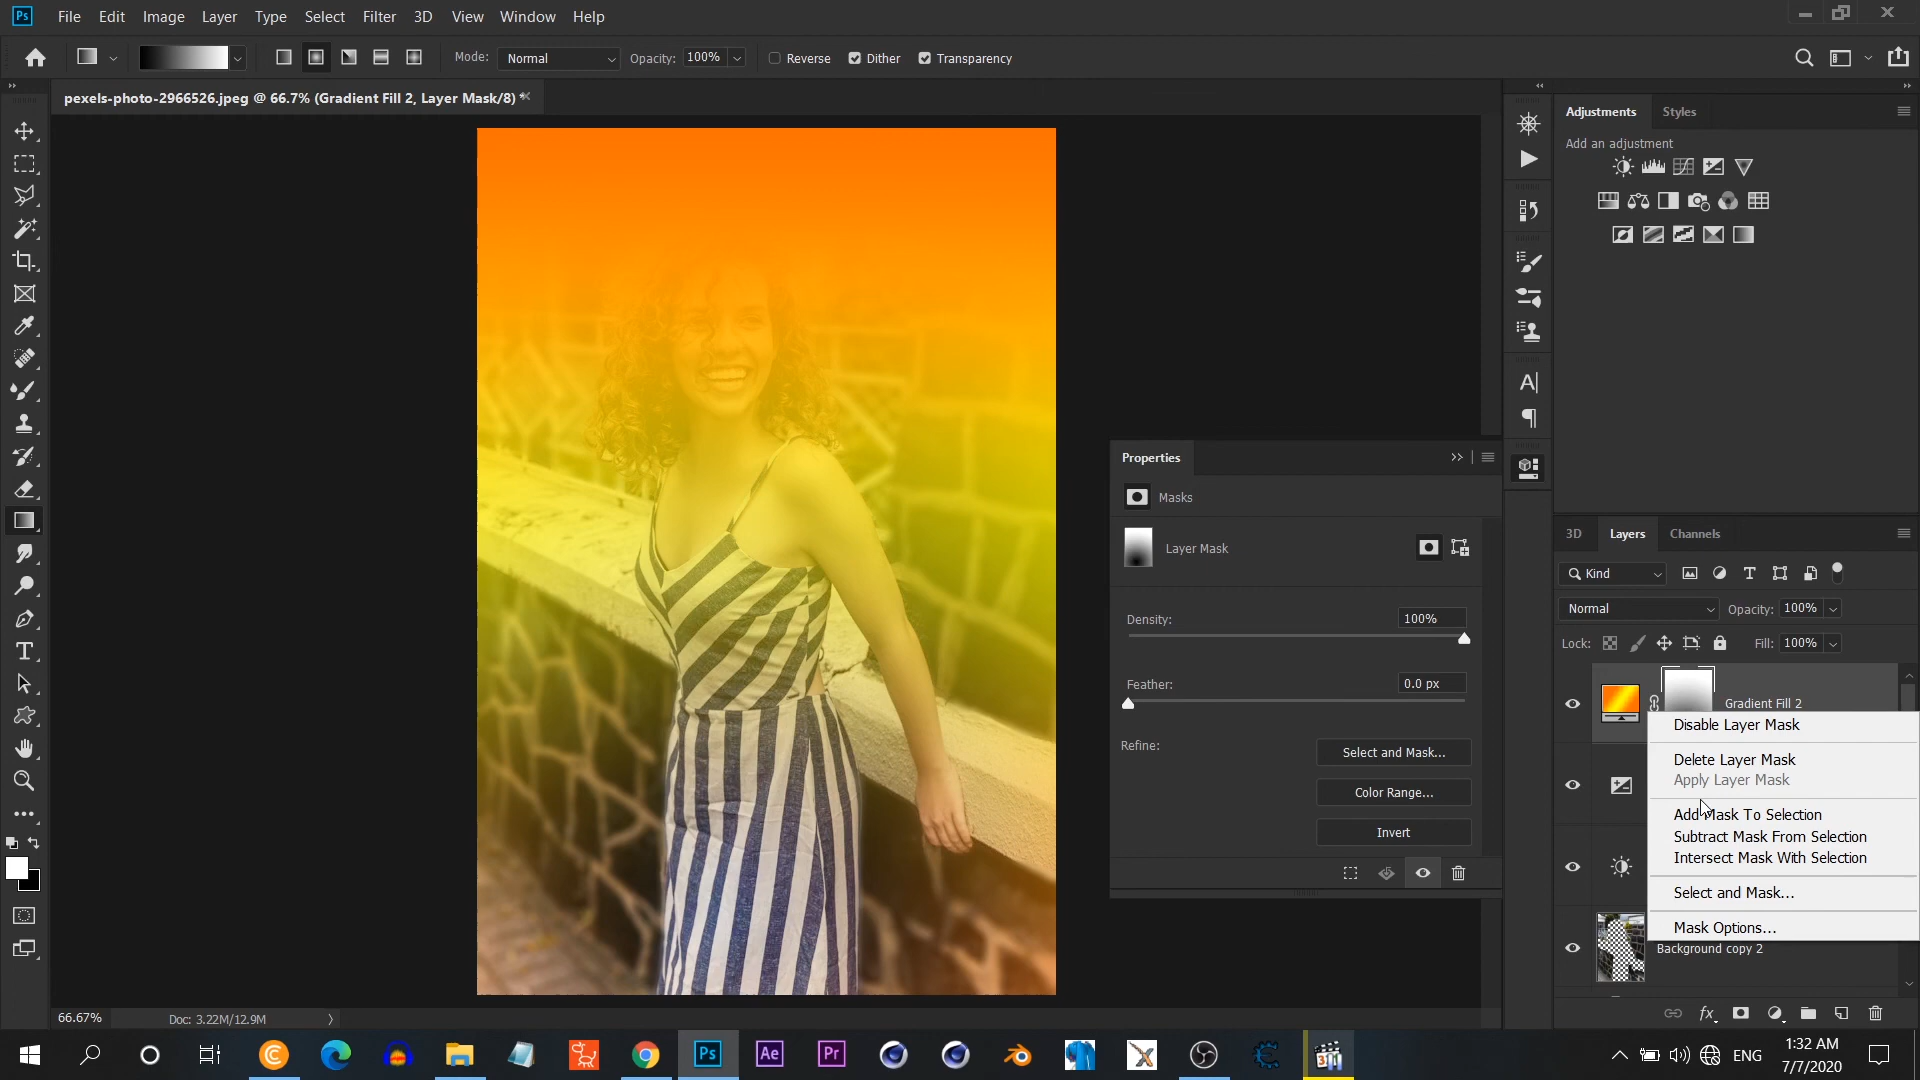 Ps File Edit Image Layer Type Select Filter 3D View Window Help
Mode: Normal Opacity: 100% Reverse Dither Transparency
pexels-photo-2966526.jpeg @ 66.7% (Gradient Fill 2, Layer Mask/8) *
Adjustments Styles
Add an adjustment
Properties
Masks
Layer Mask
Density: 100%
Feather: 0.0 px
Refine:
Select and Mask...
Color Range...
Invert
3D Layers Channels
Kind
Normal Opacity: 100%
Lock: Fill: 100%
Gradient Fill 2
Disable Layer Mask
Delete Layer Mask
Apply Layer Mask
Add Mask To Selection
Subtract Mask From Selection
Intersect Mask With Selection
Select and Mask...
Mask Options...
Background copy 2
fx
66.67% Doc: 3.22M/12.9M
Ps Ae Pr
ENG
1:32 AM
7/7/2020